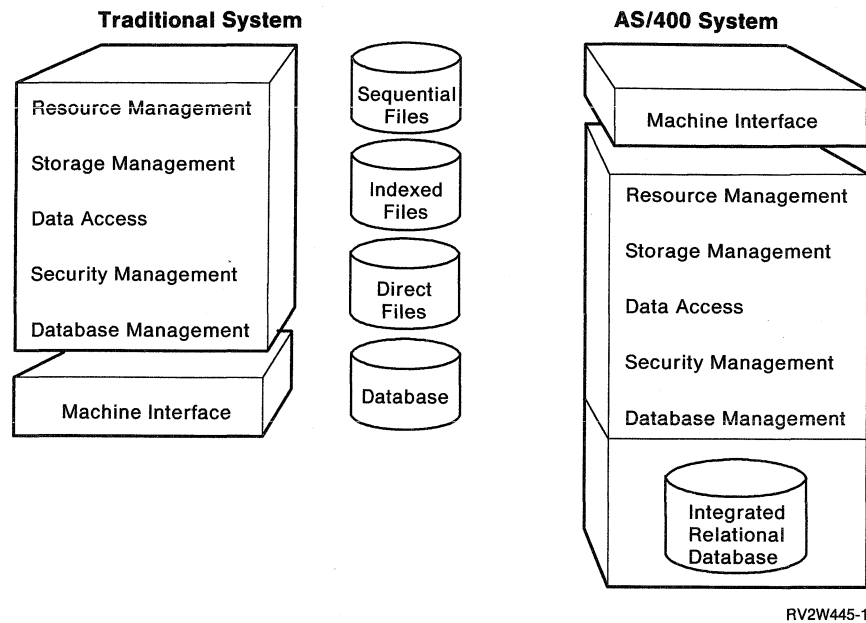 Traditional System
Resource Management
Storage Management
Data Access
Security Management
Database Management
Machine Interface
Sequential
Files
Indexed
Files
Direct
Files
Database
AS/400 System
Machine Interface
Resource Management
Storage Management
Data Access
Security Management
Database Management
Integrated
Relational
Database
RV2W445-1